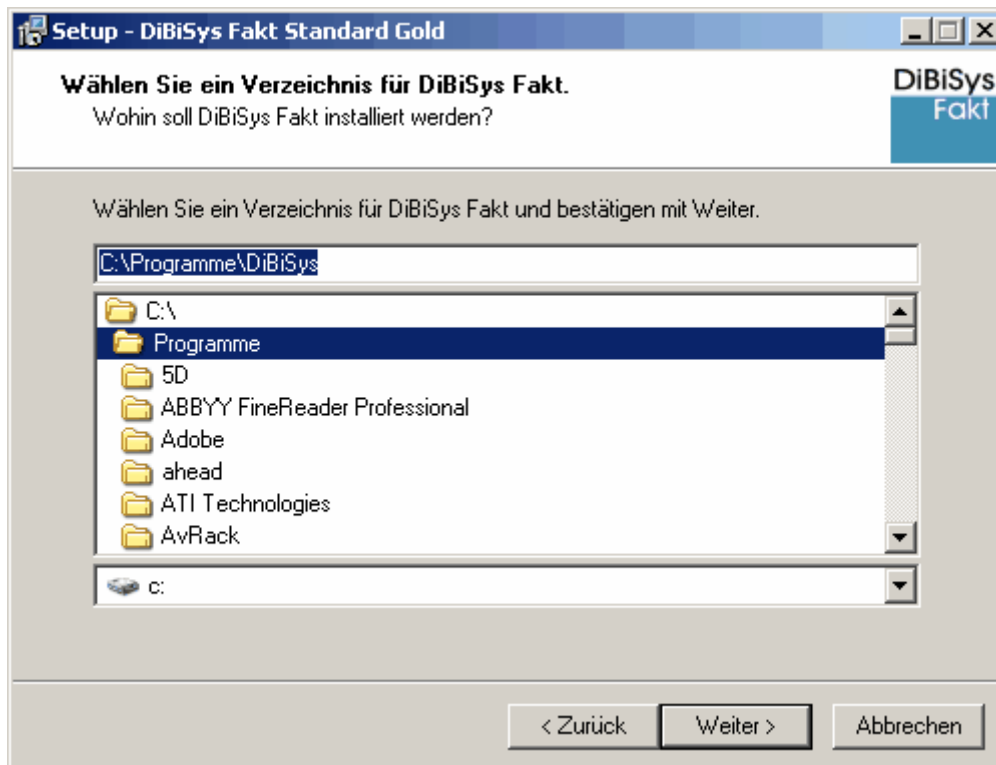 Setup - DiBiSys Fakt Standard Gold
Wählen Sie ein Verzeichnis für DiBiSys Fakt.
Wohin soll DiBiSys Fakt installiert werden?
DiBiSys
Fakt
Wählen Sie ein Verzeichnis für DiBiSys Fakt und bestätigen mit Weiter.
C:\Programme\DiBiSys
C:\
Programme
5D
ABBYY FineReader Professional
Adobe
ahead
ATI Technologies
AvRack
c:
< Zurück Weiter > Abbrechen